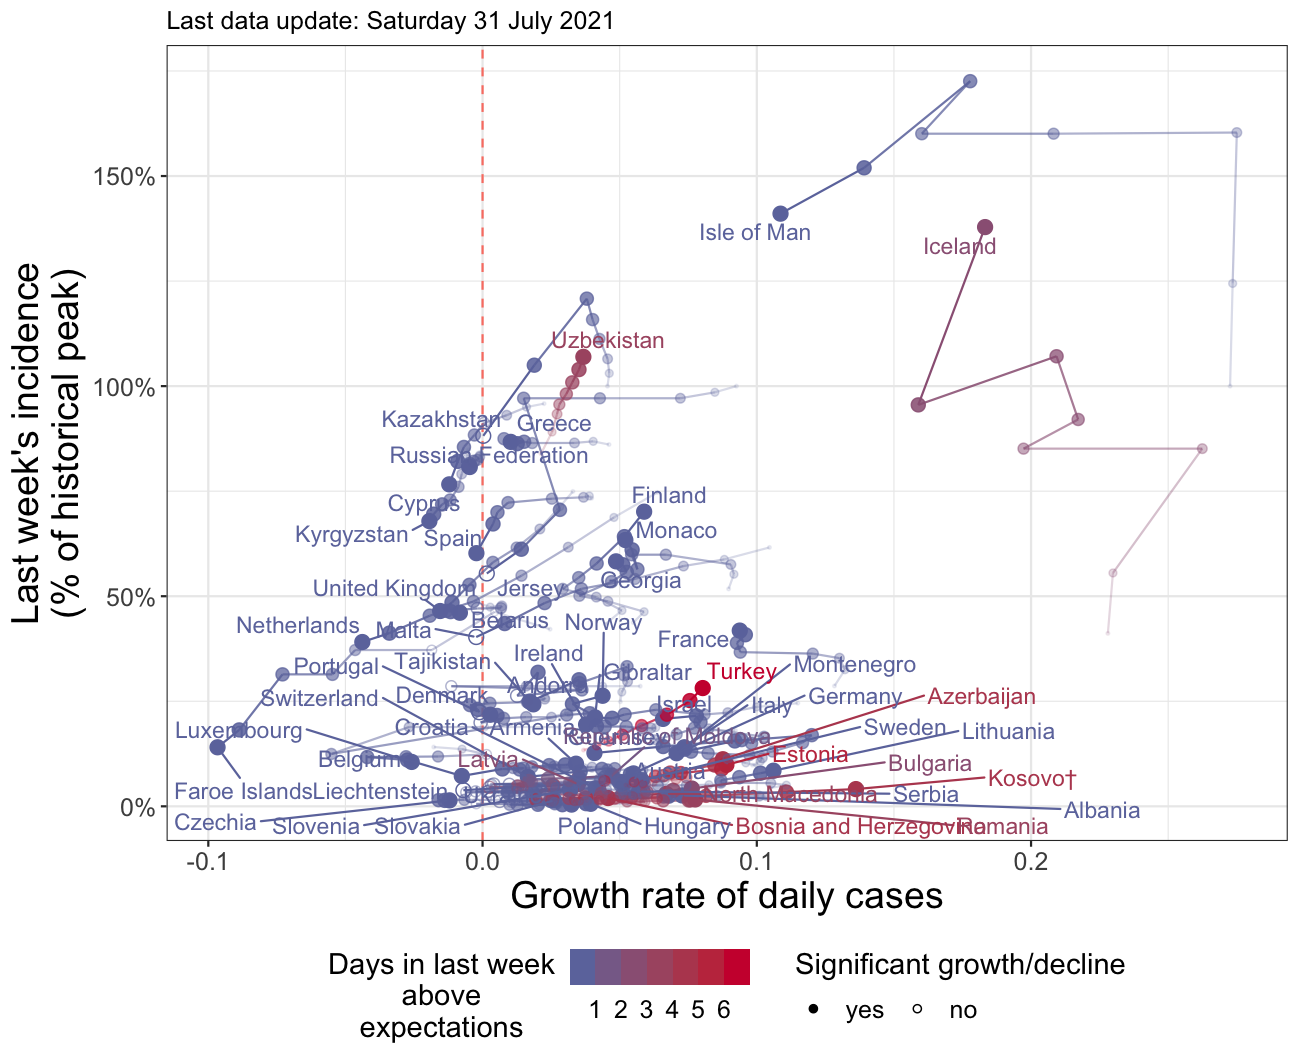 Last data update: Saturday 31 July 2021
Last week's incidence
(% of historical peak)
150%
100%
50%
0%
Isle of Man
Iceland
Uzbekistan
Kazakhstan
Greece
Russian Federation
Cyprus
Finland
Kyrgyzstan
Spain
Monaco
United Kingdom
Jersey
Georgia
Netherlands
Malta
Belarus
Norway
France
Portugal
Tajikistan
Ireland
Gibraltar
Turkey
Montenegro
Switzerland
Denmark
Andorra
Israel
Italy
Germany
Azerbaijan
Luxembourg
Croatia
Armenia
Republic of Moldova
Sweden
Lithuania
Belgium
Latvia
Austria
Estonia
Bulgaria
Kosovo†
Faroe Islands
Liechtenstein
Ukraine
North Macedonia
Serbia
Albania
Czechia
Slovenia
Slovakia
Poland
Hungary
Bosnia and Herzegovina
Romania
-0.1
0.0
0.1
0.2
Growth rate of daily cases
Days in last week
above
expectations
1 2 3 4 5 6
Significant growth/decline
yes
no